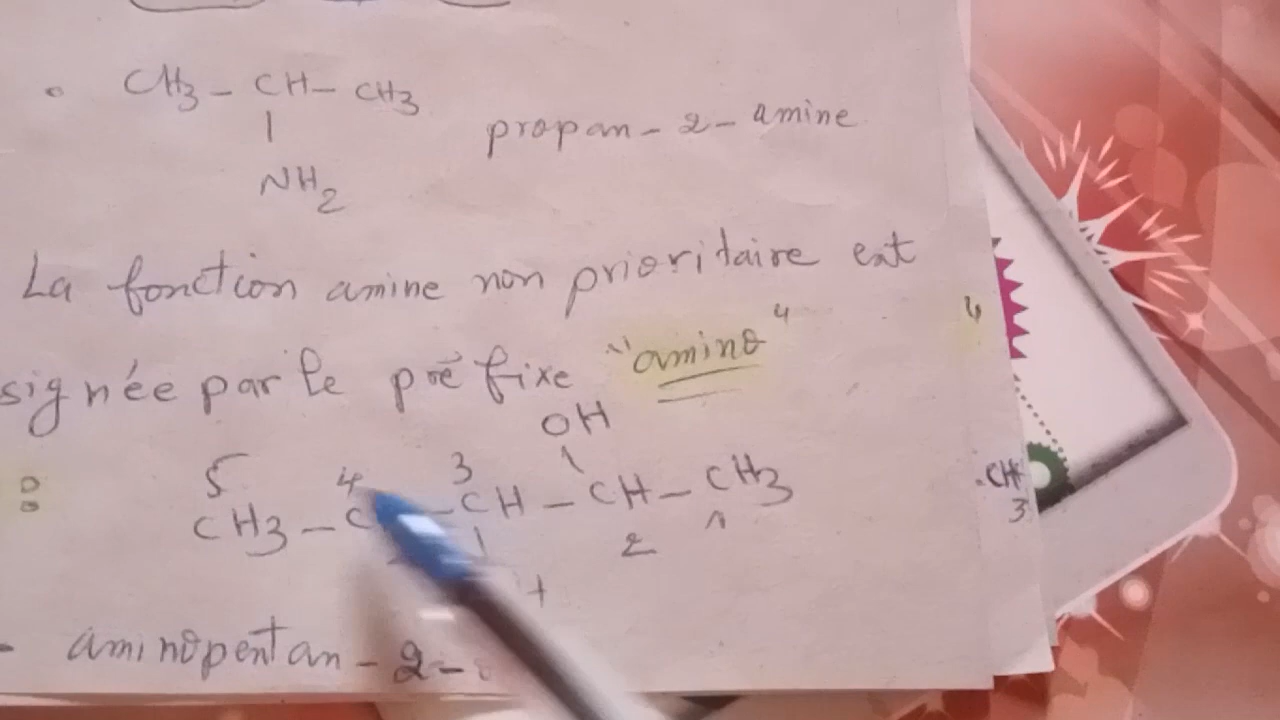 CH3 - CH - CH3
|
NH2
propan - 2 - amine
La fonction amine non prioritaire est
signée par le préfixe "amino"
OH
5 4 3
CH3 - C - CH - CH - CH3
2 1
- aminopentan - 2 -
CH3